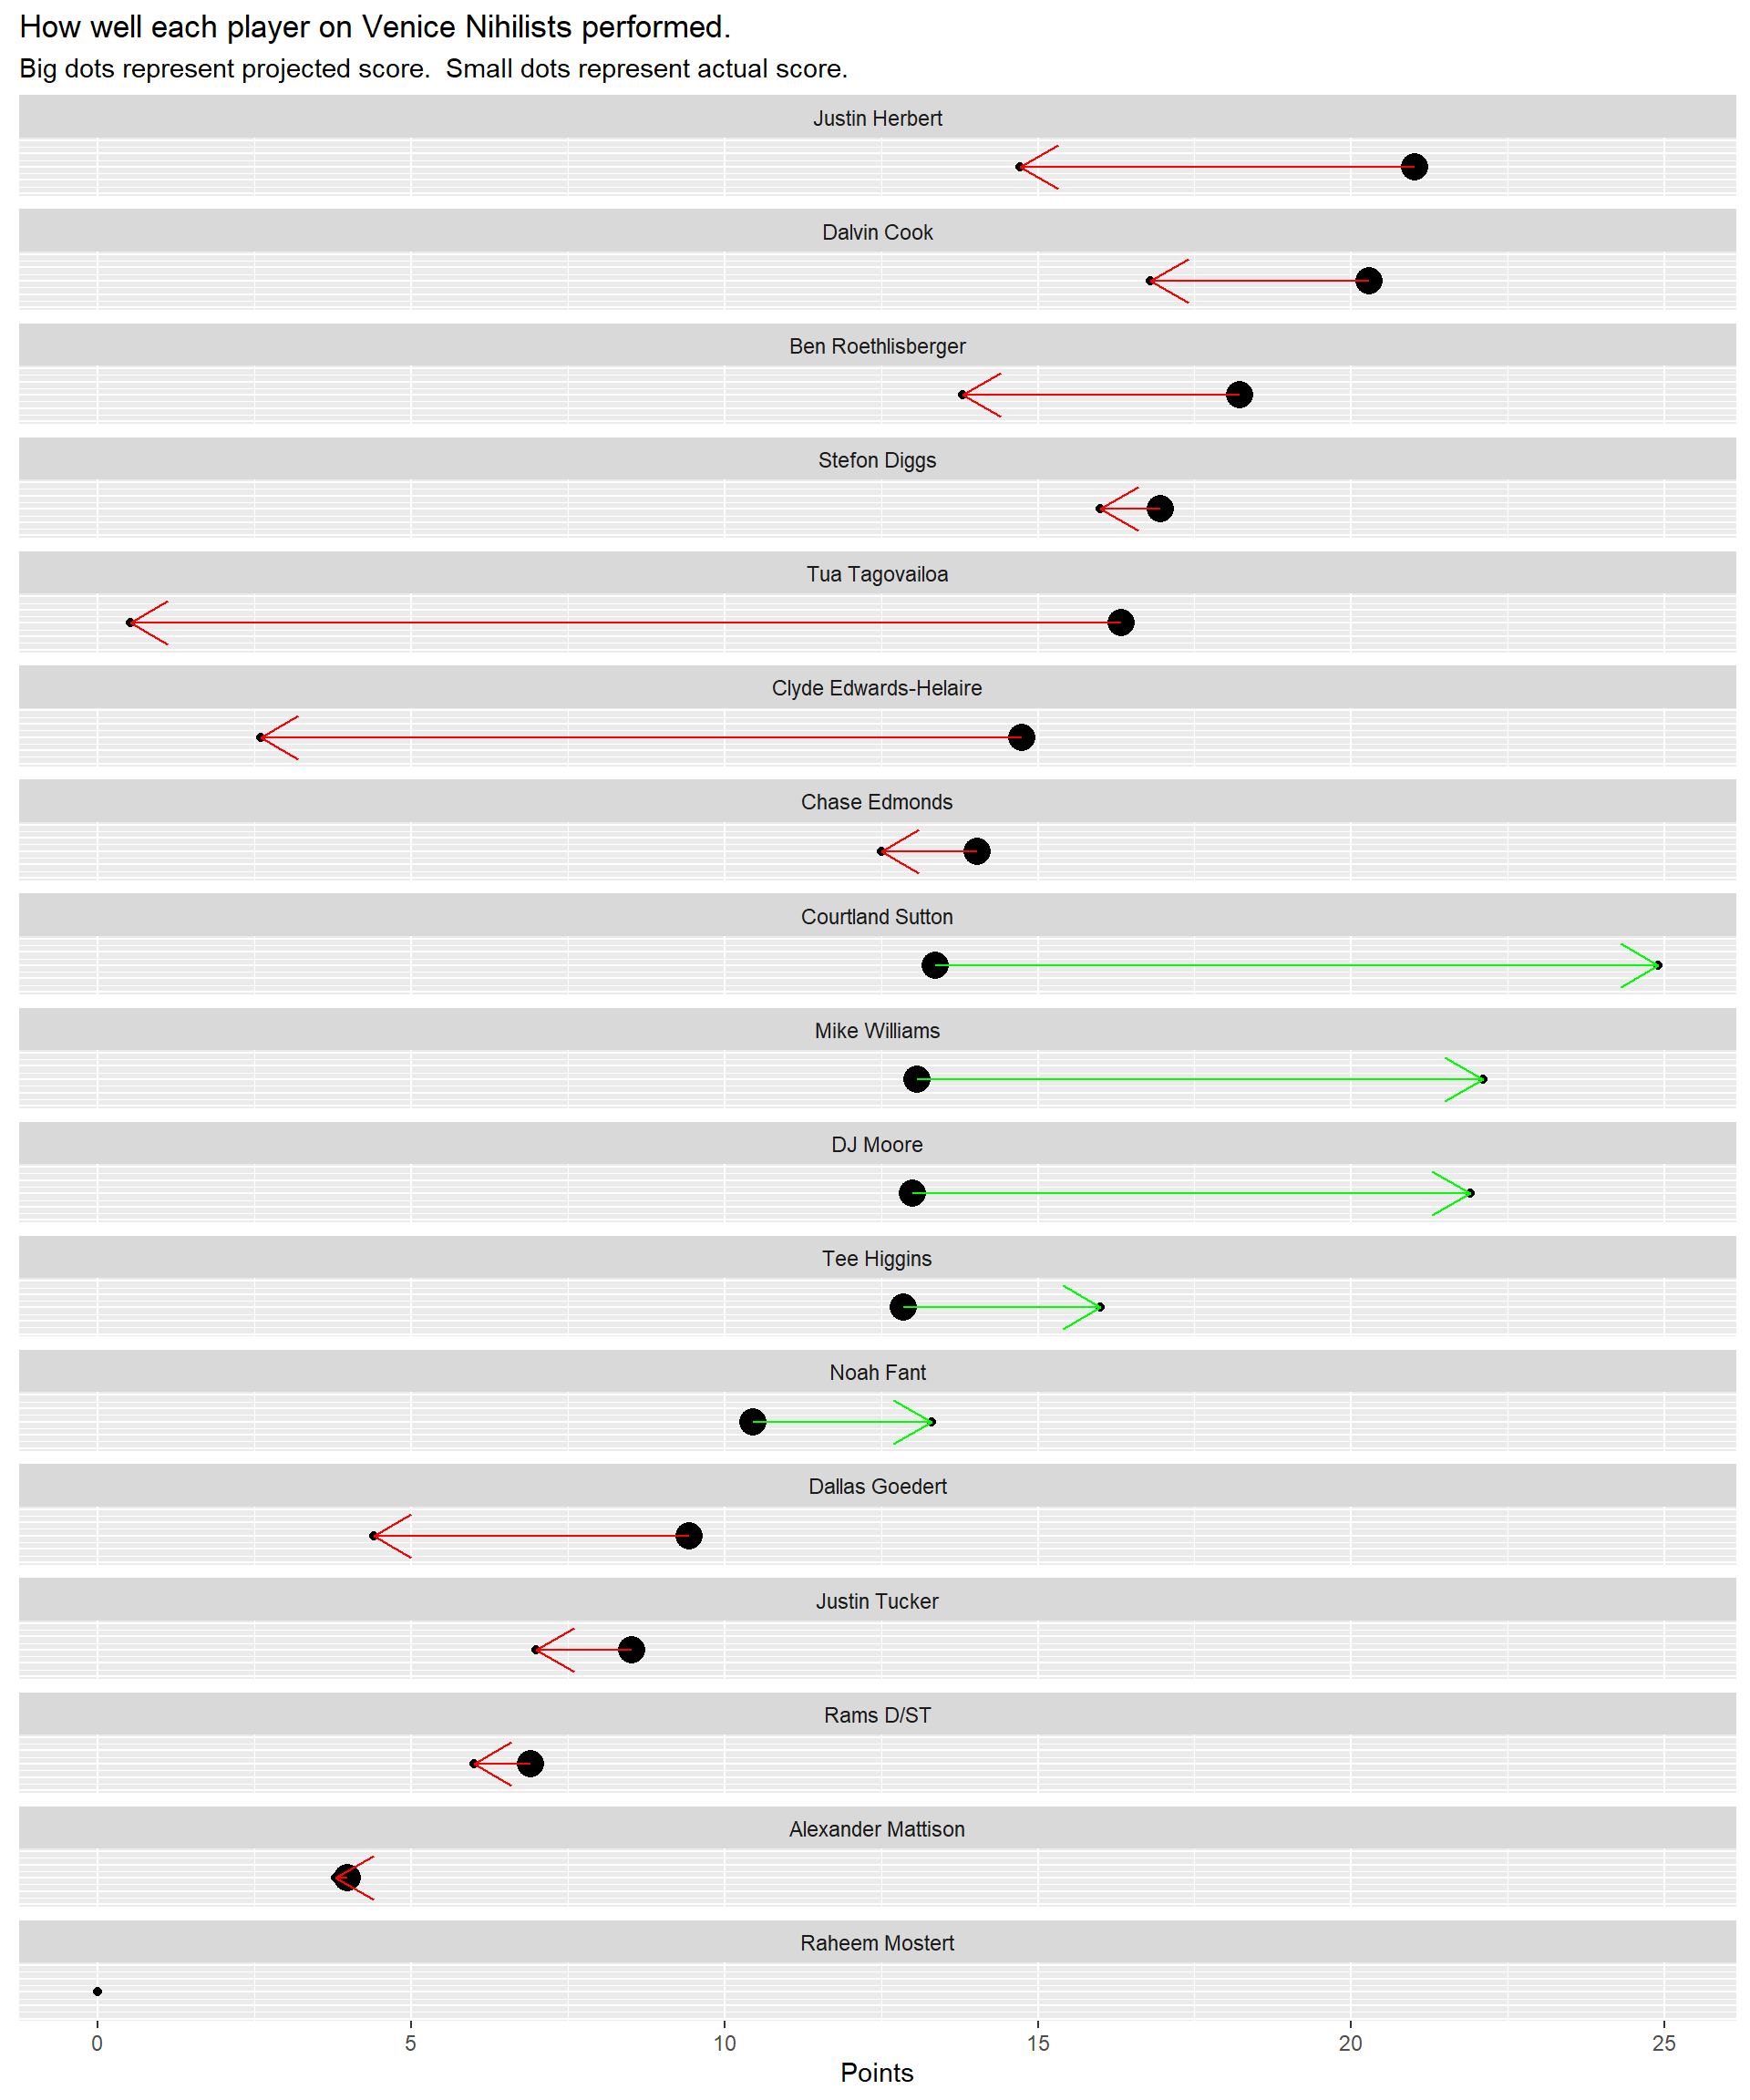 How well each player on Venice Nihilists performed.
Big dots represent projected score.  Small dots represent actual score.
Justin Herbert
Dalvin Cook
Ben Roethlisberger
Stefon Diggs
Tua Tagovailoa
Clyde Edwards-Helaire
Chase Edmonds
Courtland Sutton
Mike Williams
DJ Moore
Tee Higgins
Noah Fant
Dallas Goedert
Justin Tucker
Rams D/ST
Alexander Mattison
Raheem Mostert
0 5 10 15 20 25
Points